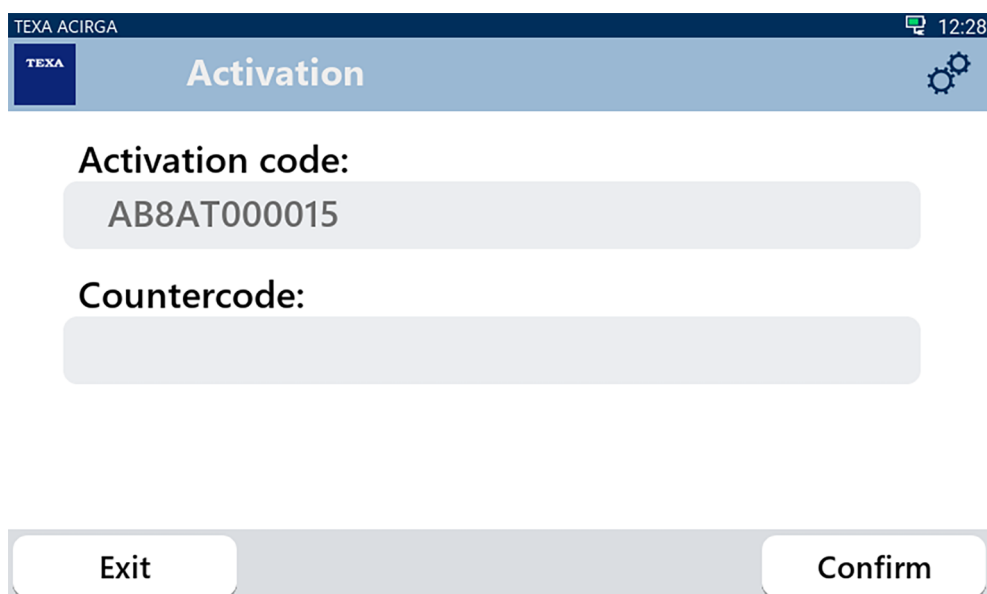 TEXA ACIRGA 12:28
TEXA Activation
Activation code:
AB8AT000015
Countercode:
Exit Confirm